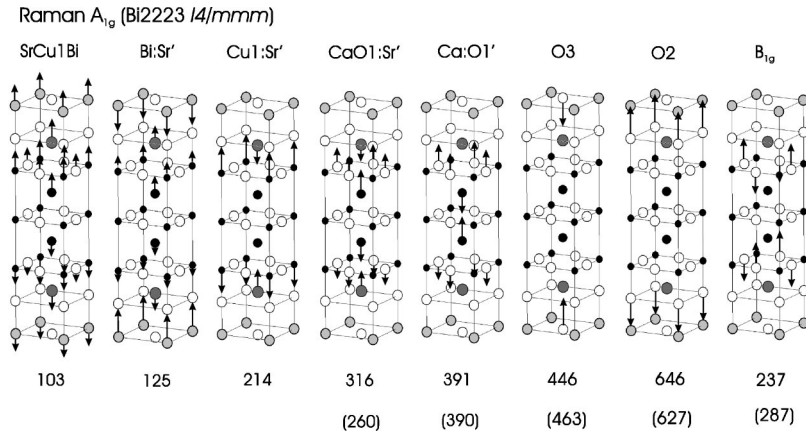 Raman A1g (Bi2223 I4/mmm)
SrCu1Bi Bi:Sr' Cu1:Sr' CaO1:Sr' Ca:O1' O3 O2 B1g
103 125 214 316 391 446 646 237
(260) (390) (463) (627) (287)